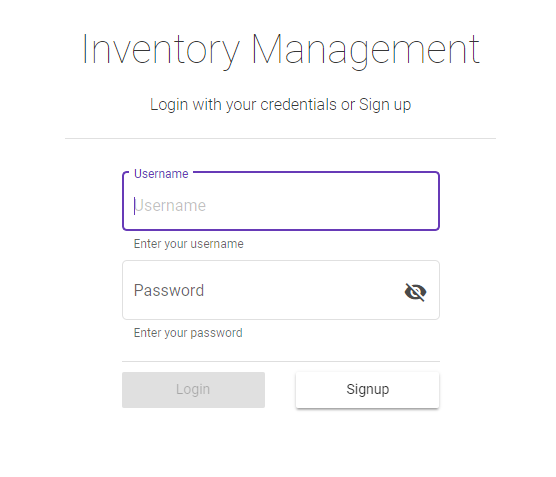 Inventory Management
Login with your credentials or Sign up
Username
Username
Enter your username
Password
Enter your password
Login
Signup